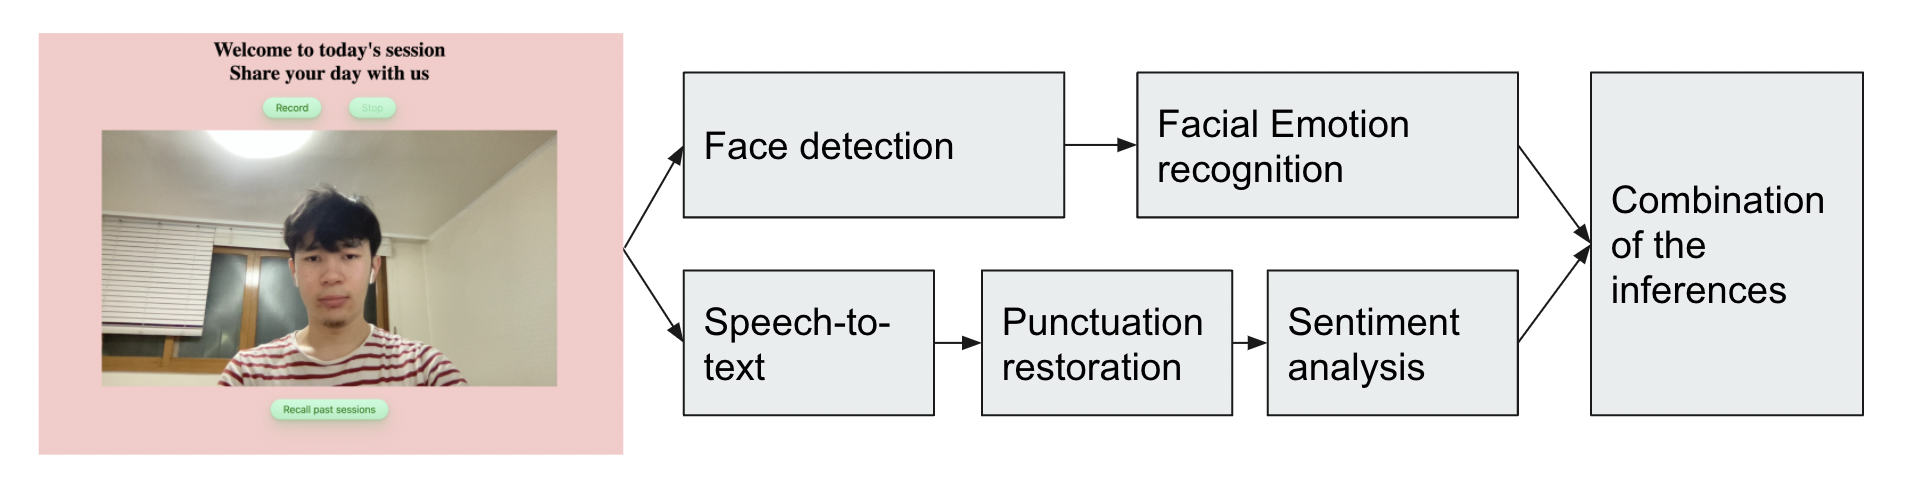 Welcome to today's session
Share your day with us
Record
Stop
Recall past sessions
Face detection
Facial Emotion
recognition
Speech-to-
text
Punctuation
restoration
Sentiment
analysis
Combination
of the
inferences